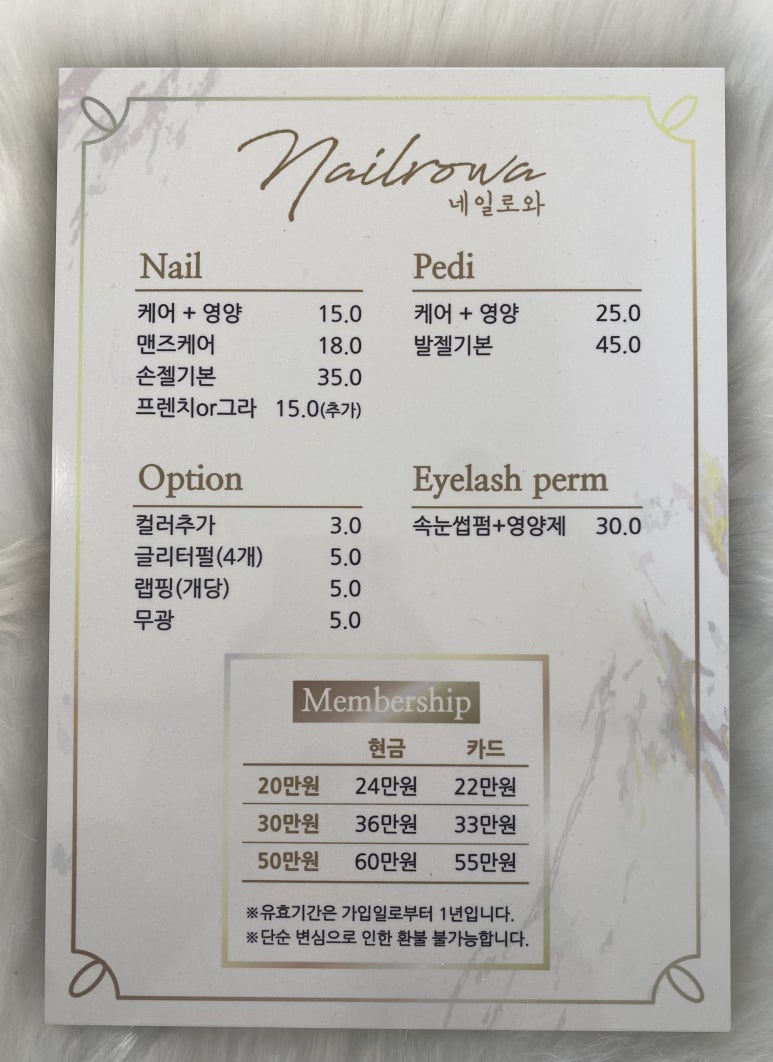 Nailrowa
네일로와
Nail
케어 + 영양 15.0
맨즈케어 18.0
손젤기본 35.0
프렌치or그라 15.0(추가)
Pedi
케어 + 영양 25.0
발젤기본 45.0
Option
컬러추가 3.0
글리터펄(4개) 5.0
랩핑(개당) 5.0
무광 5.0
Eyelash perm
속눈썹펌+영양제 30.0
Membership
현금 카드
20만원 24만원 22만원
30만원 36만원 33만원
50만원 60만원 55만원
※유효기간은 가입일로부터 1년입니다.
※단순 변심으로 인한 환불 불가능합니다.